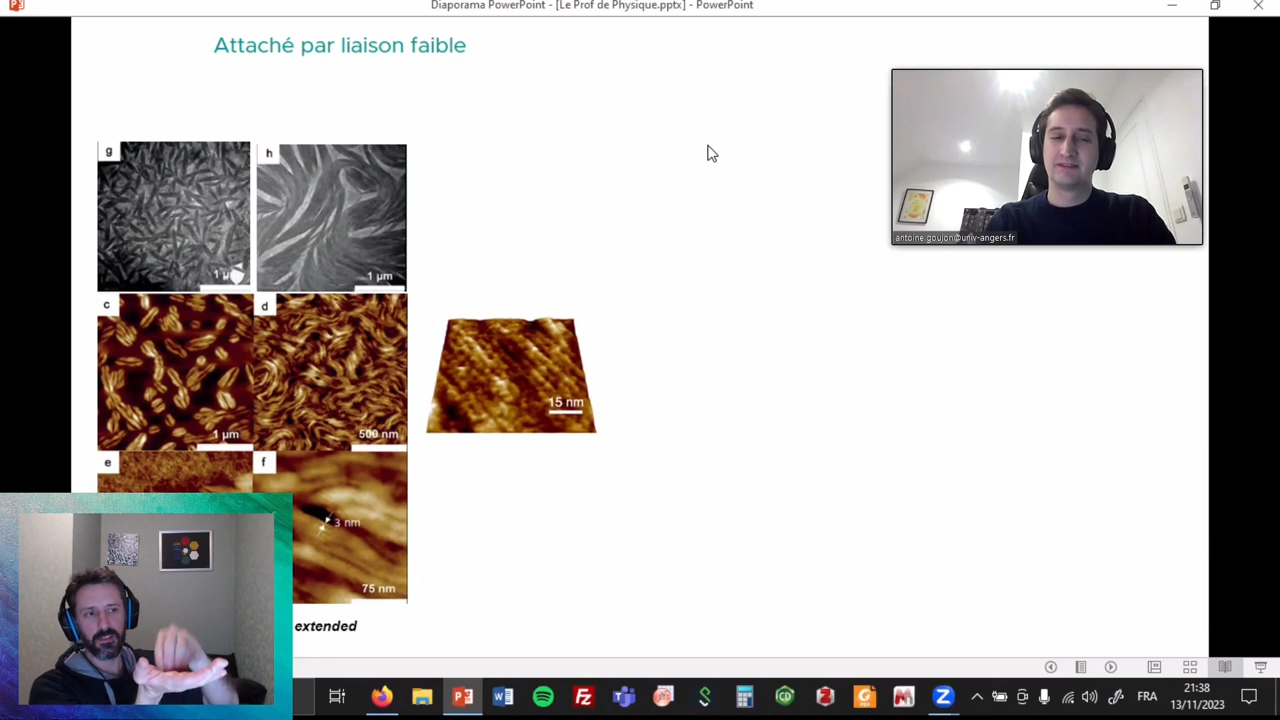 Diaporama PowerPoint - [Le Prof de Physique.pptx] - PowerPoint
Attaché par liaison faible
antoine.goujon@univ-angers.fr
g
h
1 µm
1 µm
c
d
1 µm
500 nm
15 nm
e
f
3 nm
75 nm
extended
FRA
21:38
13/11/2023